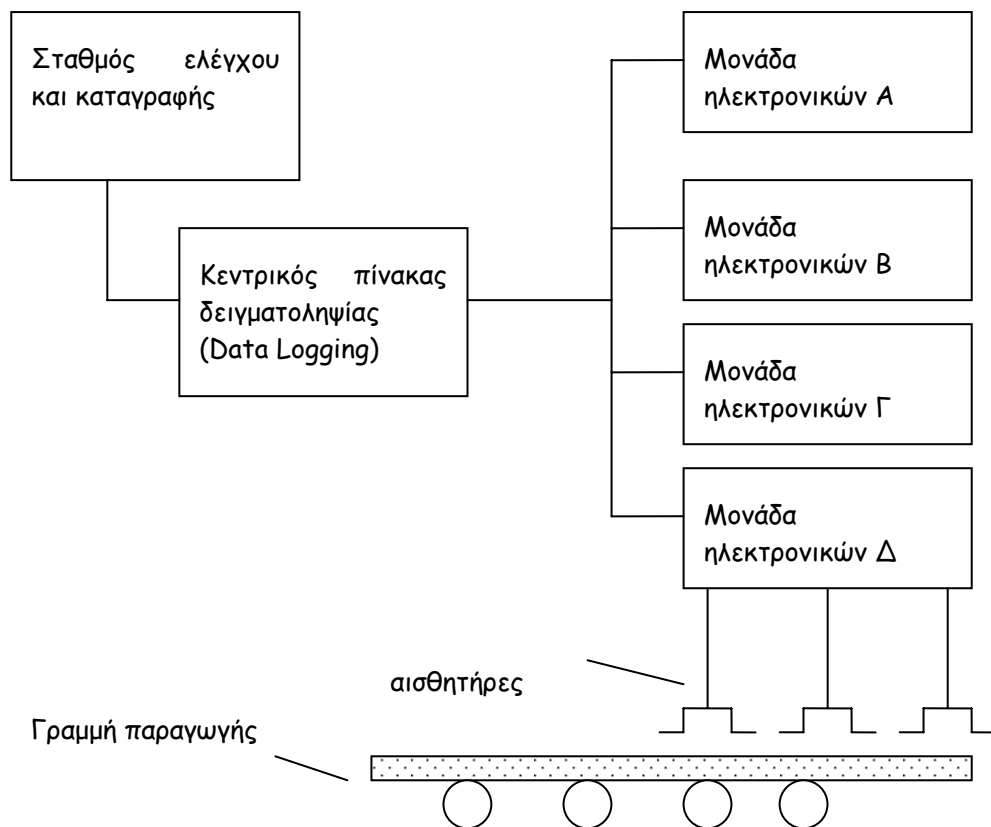 Σταθμός ελέγχου
και καταγραφής
Κεντρικός πίνακας
δειγματοληψίας
(Data Logging)
Μονάδα
ηλεκτρονικών Α
Μονάδα
ηλεκτρονικών Β
Μονάδα
ηλεκτρονικών Γ
Μονάδα
ηλεκτρονικών Δ
αισθητήρες
Γραμμή παραγωγής